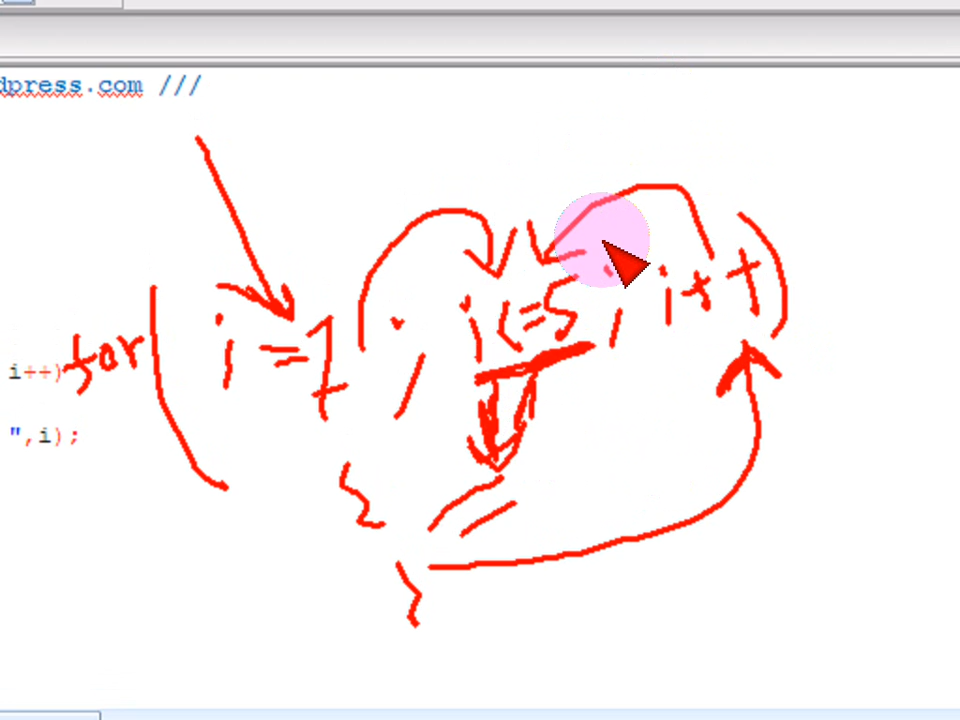 dpress.com ///
i++)
for( i=1 ; i<=5 ; i++)
",i);
{
}